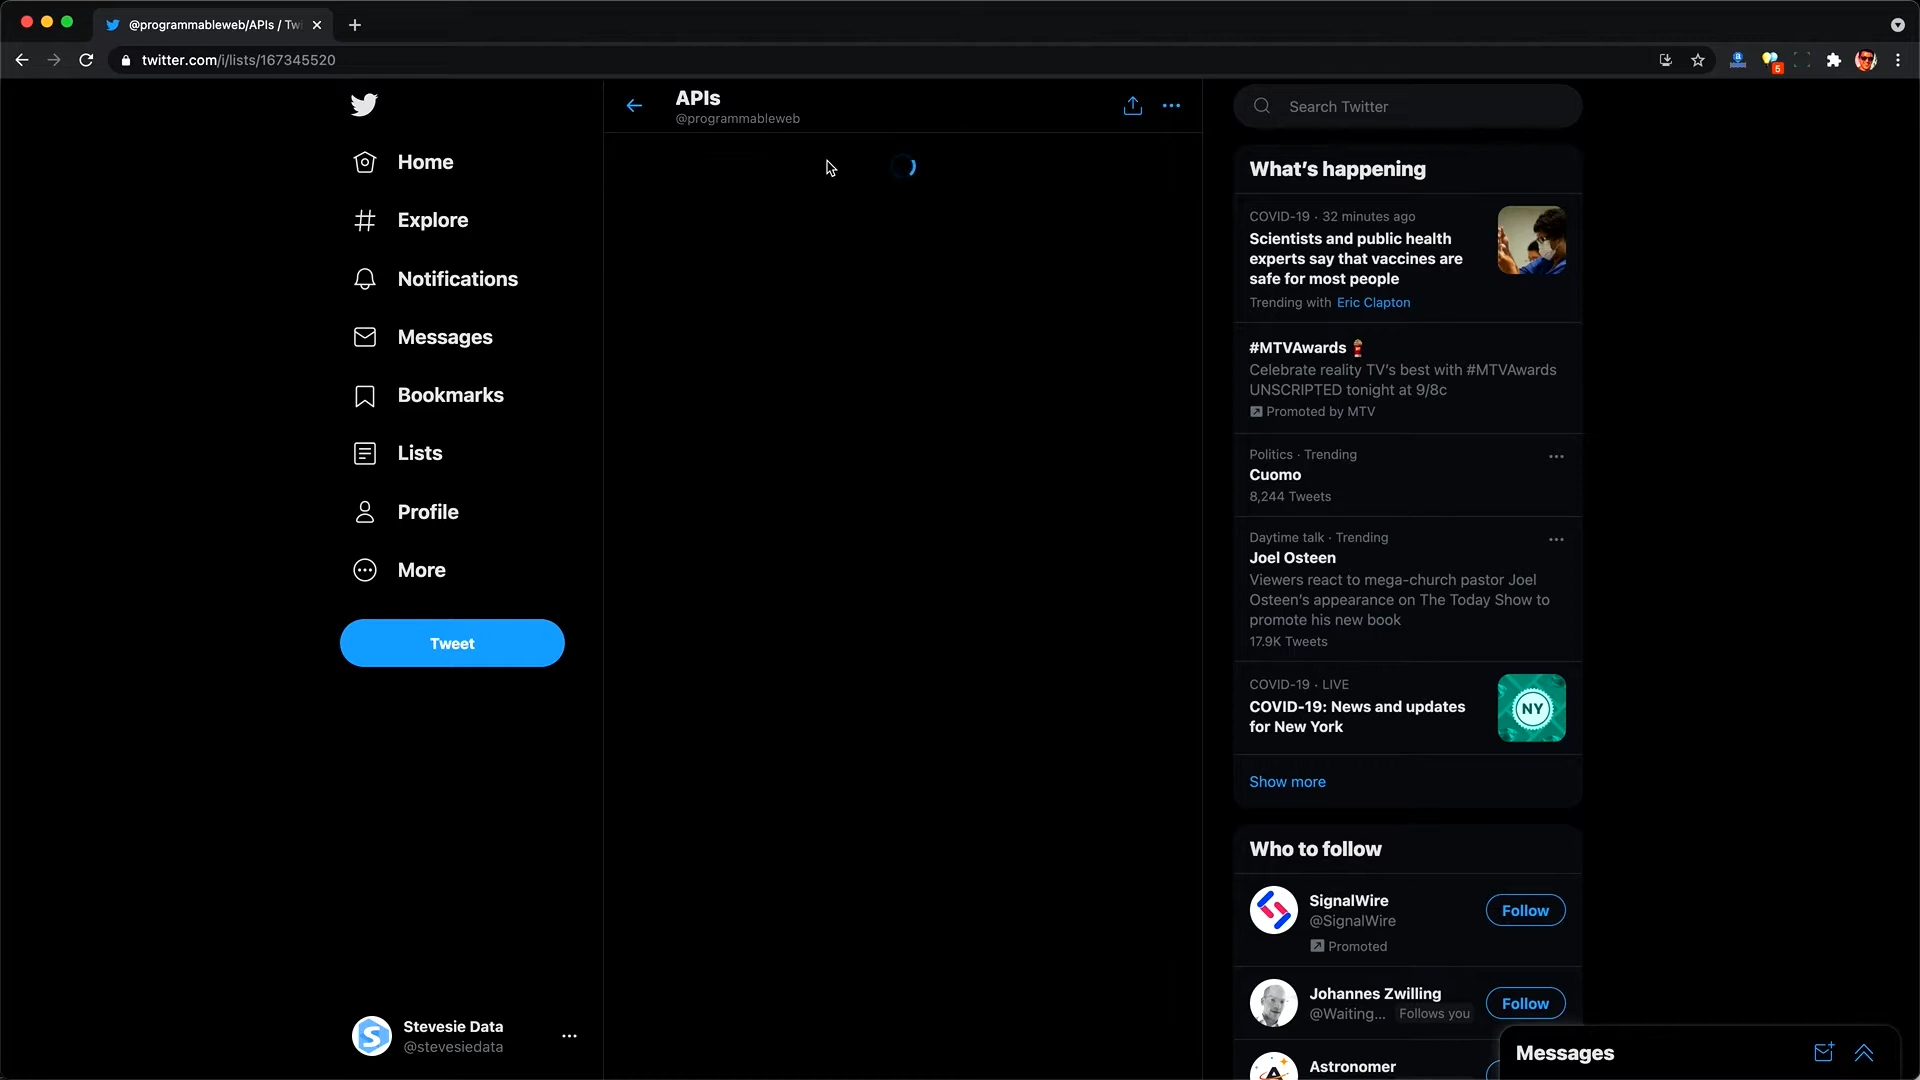 @programmableweb/APIs / Tw
twitter.com/i/lists/167345520
5
APIs
@programmableweb
Home
Explore
Notifications
Messages
Bookmarks
Lists
Profile
More
Tweet
Stevesie Data
@stevesiedata
Search Twitter
What's happening
COVID-19 · 32 minutes ago
Scientists and public health
experts say that vaccines are
safe for most people
Trending with Eric Clapton
#MTVAwards
Celebrate reality TV's best with #MTVAwards
UNSCRIPTED tonight at 9/8c
Promoted by MTV
Politics · Trending
Cuomo
8,244 Tweets
Daytime talk · Trending
Joel Osteen
Viewers react to mega-church pastor Joel
Osteen's appearance on The Today Show to
promote his new book
17.9K Tweets
COVID-19 · LIVE
COVID-19: News and updates
for New York
NY
Show more
Who to follow
SignalWire
@SignalWire
Promoted
Follow
Johannes Zwilling
@Waiting... Follows you
Follow
Astronomer
Messages